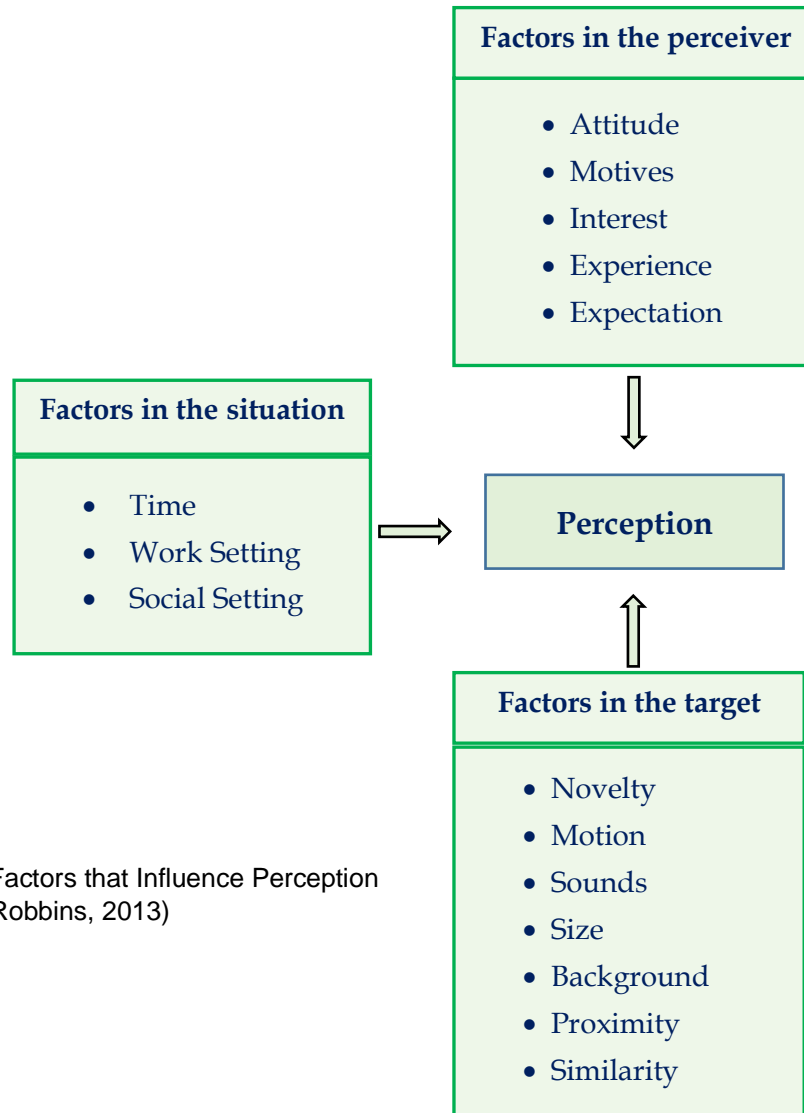 Factors in the perceiver
• Attitude
• Motives
• Interest
• Experience
• Expectation
Factors in the situation
• Time
• Work Setting
• Social Setting
Perception
Factors in the target
• Novelty
• Motion
• Sounds
• Size
• Background
• Proximity
• Similarity
Factors that Influence Perception
Robbins, 2013)